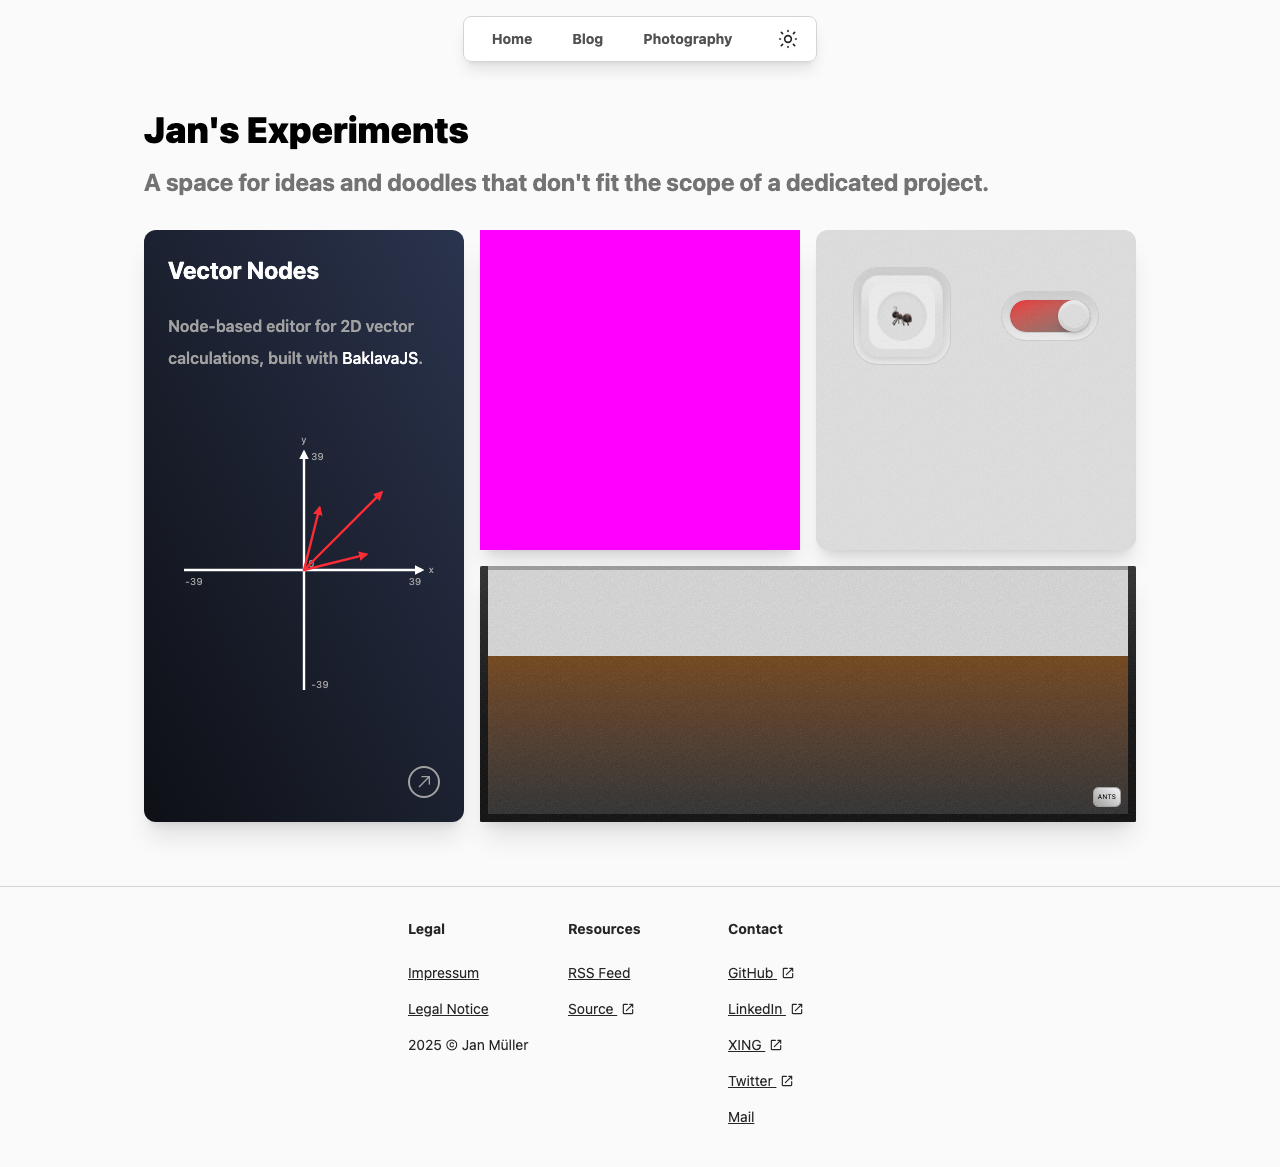 Home Blog Photography
Jan's Experiments
A space for ideas and doodles that don't fit the scope of a dedicated project.
Vector Nodes
Node-based editor for 2D vector
calculations, built with BaklavaJS.
y
39
0
x
-39
39
-39
ANTS
Legal
Impressum
Legal Notice
2025 © Jan Müller
Resources
RSS Feed
Source
Contact
GitHub
LinkedIn
XING
Twitter
Mail